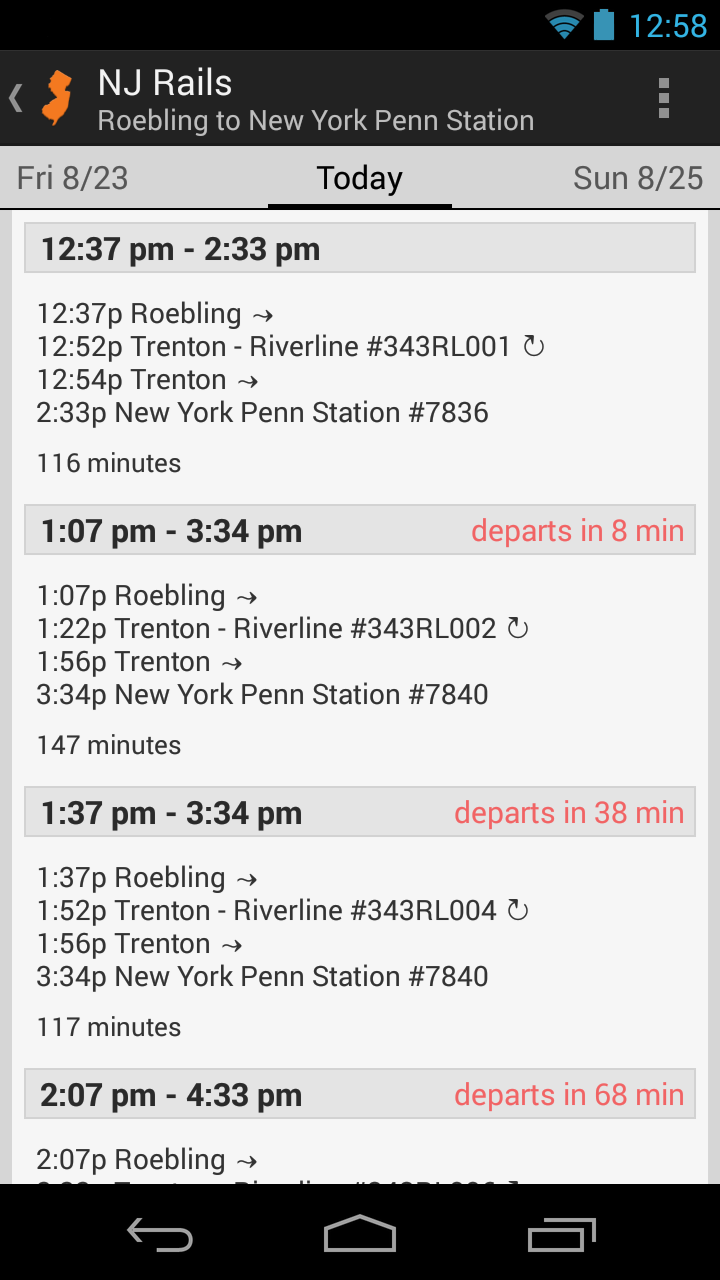 12:58
NJ Rails
Roebling to New York Penn Station
Fri 8/23 Today Sun 8/25
12:37 pm - 2:33 pm
12:37p Roebling ⤳
12:52p Trenton - Riverline #343RL001 ↻
12:54p Trenton ⤳
2:33p New York Penn Station #7836
116 minutes
1:07 pm - 3:34 pm departs in 8 min
1:07p Roebling ⤳
1:22p Trenton - Riverline #343RL002 ↻
1:56p Trenton ⤳
3:34p New York Penn Station #7840
147 minutes
1:37 pm - 3:34 pm departs in 38 min
1:37p Roebling ⤳
1:52p Trenton - Riverline #343RL004 ↻
1:56p Trenton ⤳
3:34p New York Penn Station #7840
117 minutes
2:07 pm - 4:33 pm departs in 68 min
2:07p Roebling ⤳